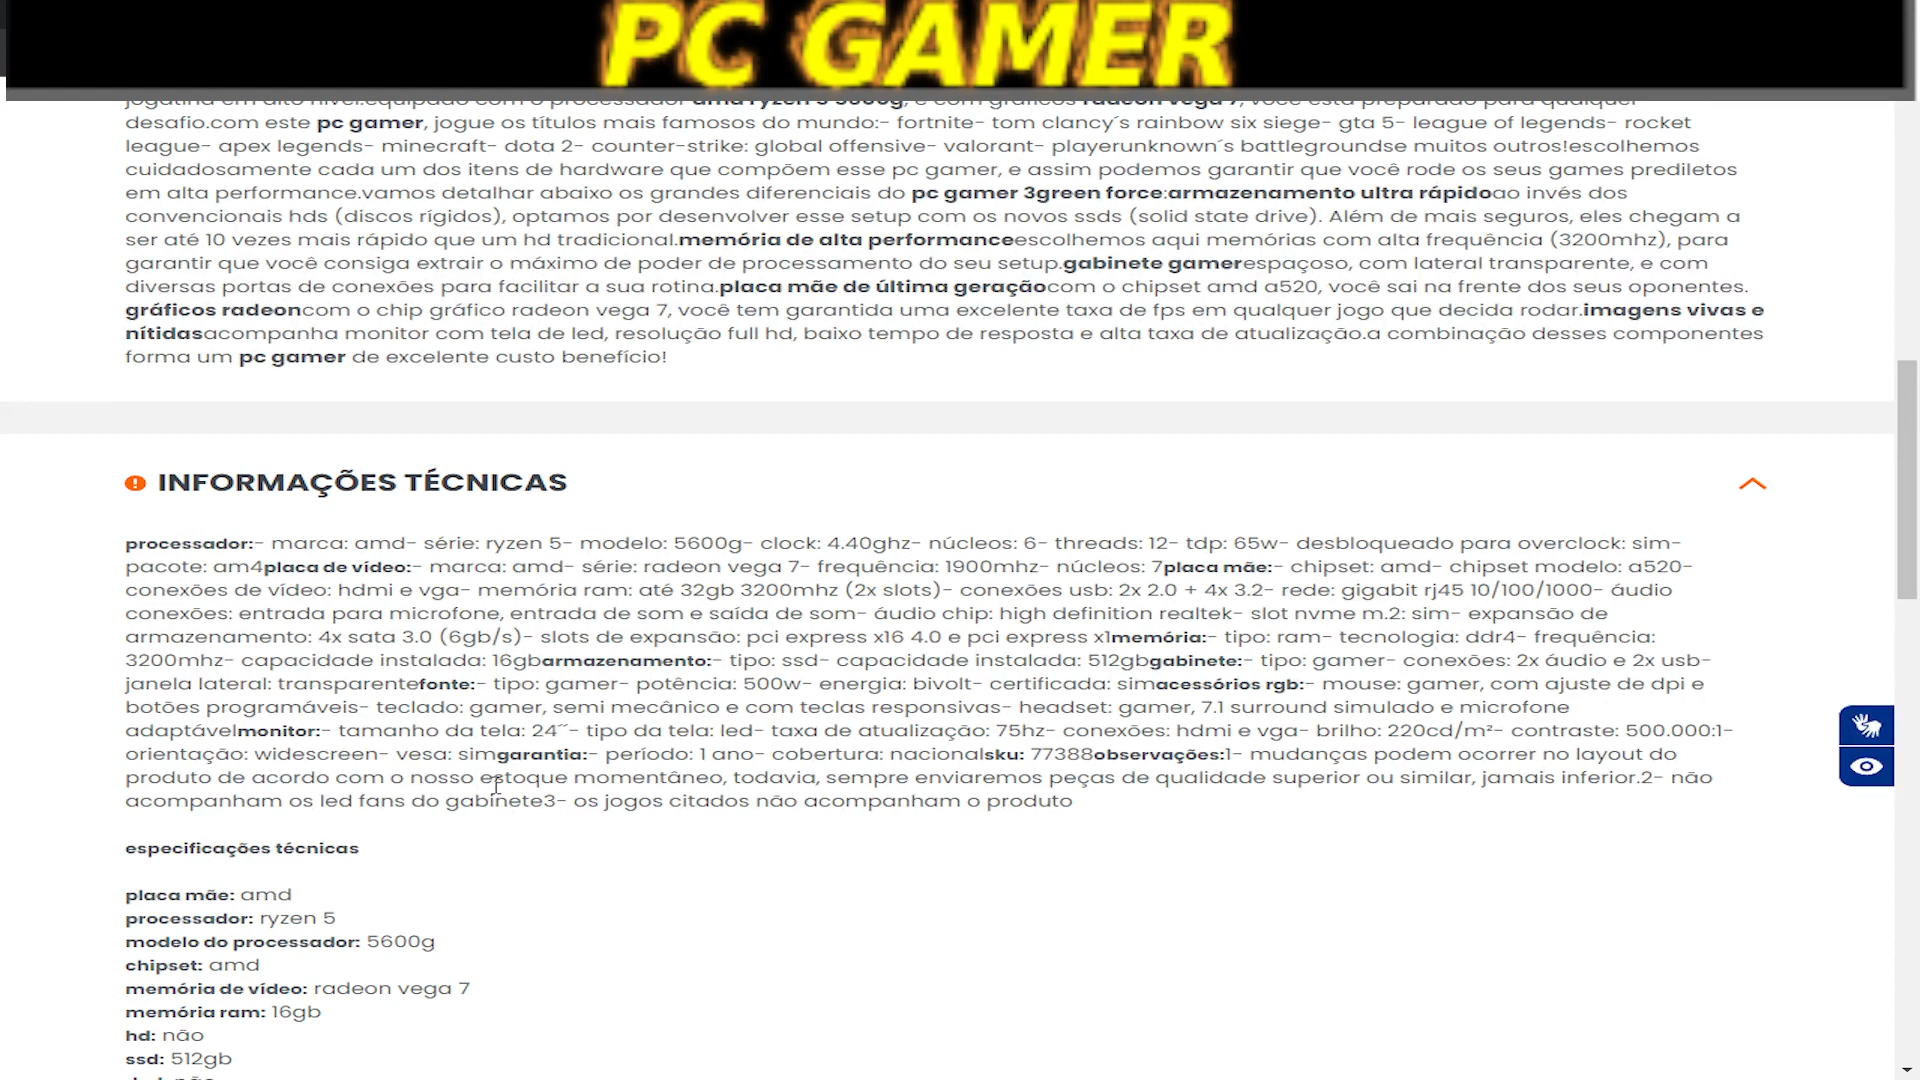 PC GAMER
jogatina em alto nível.equipado com o processador amd ryzen 5 5600g, e com gráficos radeon vega 7, você está preparado para qualquer
desafio.com este pc gamer, jogue os títulos mais famosos do mundo:- fortnite- tom clancy´s rainbow six siege- gta 5- league of legends- rocket
league- apex legends- minecraft- dota 2- counter-strike: global offensive- valorant- playerunknown´s battlegroundse muitos outros!escolhemos
cuidadosamente cada um dos itens de hardware que compõem esse pc gamer, e assim podemos garantir que você rode os seus games prediletos
em alta performance.vamos detalhar abaixo os grandes diferenciais do pc gamer 3green force:armazenamento ultra rápidoao invés dos
convencionais hds (discos rígidos), optamos por desenvolver esse setup com os novos ssds (solid state drive). Além de mais seguros, eles chegam a
ser até 10 vezes mais rápido que um hd tradicional.memória de alta performanceescolhemos aqui memórias com alta frequência (3200mhz), para
garantir que você consiga extrair o máximo de poder de processamento do seu setup.gabinete gamerespaçoso, com lateral transparente, e com
diversas portas de conexões para facilitar a sua rotina.placa mãe de última geraçãocom o chipset amd a520, você sai na frente dos seus oponentes.
gráficos radeoncom o chip gráfico radeon vega 7, você tem garantida uma excelente taxa de fps em qualquer jogo que decida rodar.imagens vivas e
nítidasacompanha monitor com tela de led, resolução full hd, baixo tempo de resposta e alta taxa de atualização.a combinação desses componentes
forma um pc gamer de excelente custo benefício!
INFORMAÇÕES TÉCNICAS
processador:- marca: amd- série: ryzen 5- modelo: 5600g- clock: 4.40ghz- núcleos: 6- threads: 12- tdp: 65w- desbloqueado para overclock: sim-
pacote: am4placa de vídeo:- marca: amd- série: radeon vega 7- frequência: 1900mhz- núcleos: 7placa mãe:- chipset: amd- chipset modelo: a520-
conexões de vídeo: hdmi e vga- memória ram: até 32gb 3200mhz (2x slots)- conexões usb: 2x 2.0 + 4x 3.2- rede: gigabit rj45 10/100/1000- áudio
conexões: entrada para microfone, entrada de som e saída de som- áudio chip: high definition realtek- slot nvme m.2: sim- expansão de
armazenamento: 4x sata 3.0 (6gb/s)- slots de expansão: pci express x16 4.0 e pci express x1memória:- tipo: ram- tecnologia: ddr4- frequência:
3200mhz- capacidade instalada: 16gbarmazenamento:- tipo: ssd- capacidade instalada: 512gbgabinete:- tipo: gamer- conexões: 2x áudio e 2x usb-
janela lateral: transparentefonte:- tipo: gamer- potência: 500w- energia: bivolt- certificada: simacessórios rgb:- mouse: gamer, com ajuste de dpi e
botões programáveis- teclado: gamer, semi mecânico e com teclas responsivas- headset: gamer, 7.1 surround simulado e microfone
adaptávelmonitor:- tamanho da tela: 24´´- tipo da tela: led- taxa de atualização: 75hz- conexões: hdmi e vga- brilho: 220cd/m²- contraste: 500.000:1-
orientação: widescreen- vesa: simgarantia:- período: 1 ano- cobertura: nacionalsku: 77388observações:1- mudanças podem ocorrer no layout do
produto de acordo com o nosso estoque momentâneo, todavia, sempre enviaremos peças de qualidade superior ou similar, jamais inferior.2- não
acompanham os led fans do gabinete3- os jogos citados não acompanham o produto
especificações técnicas
placa mãe: amd
processador: ryzen 5
modelo do processador: 5600g
chipset: amd
memória de vídeo: radeon vega 7
memória ram: 16gb
hd: não
ssd: 512gb